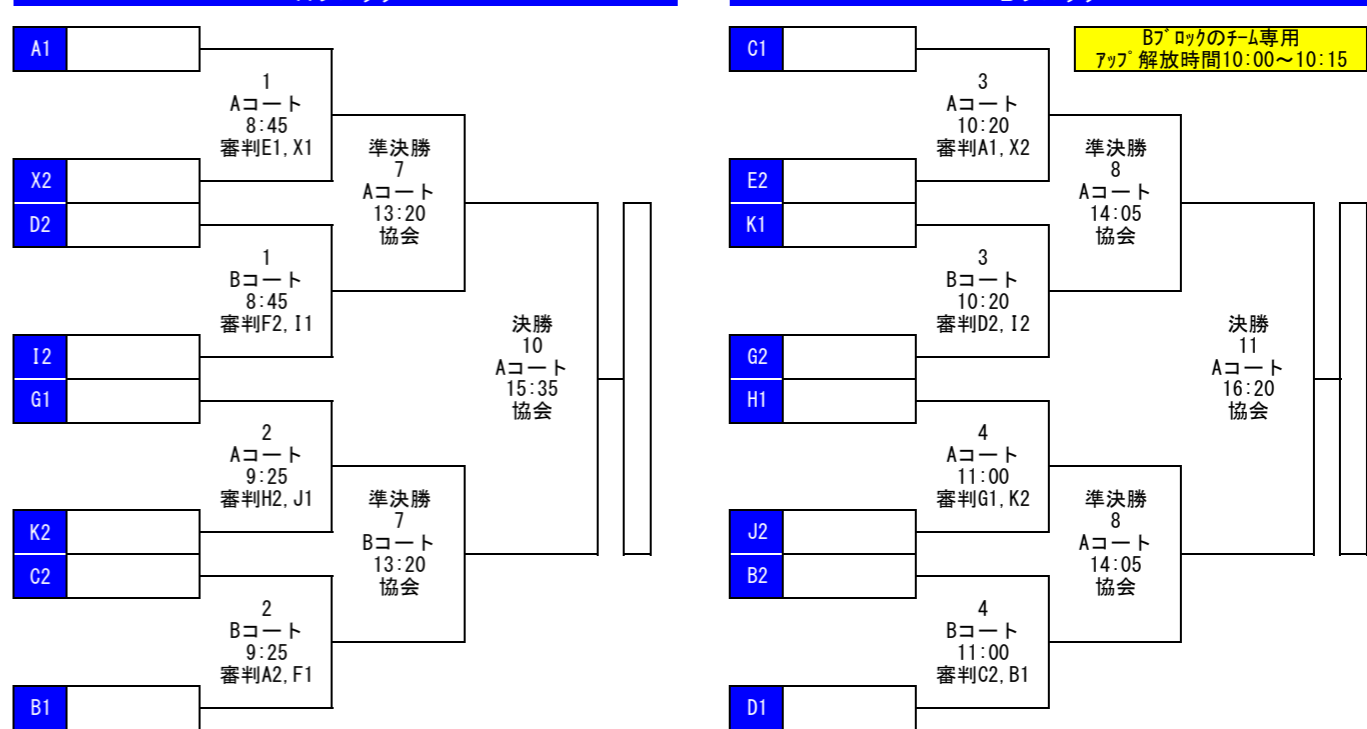 A1
1
Aコート
8:45
審判E1,X1
X2
D2
1
Bコート
8:45
審判F2,I1
I2
準決勝
7
Aコート
13:20
協会
G1
2
Aコート
9:25
審判H2,J1
K2
C2
2
Bコート
9:25
審判A2,F1
B1
準決勝
7
Bコート
13:20
協会
決勝
10
Aコート
15:35
協会
Bブロックのチーム専用
アップ解放時間10:00～10:15
C1
3
Aコート
10:20
審判A1,X2
E2
K1
3
Bコート
10:20
審判D2,I2
G2
準決勝
8
Aコート
14:05
協会
H1
4
Aコート
11:00
審判G1,K2
J2
B2
4
Bコート
11:00
審判C2,B1
D1
準決勝
8
Aコート
14:05
協会
決勝
11
Aコート
16:20
協会